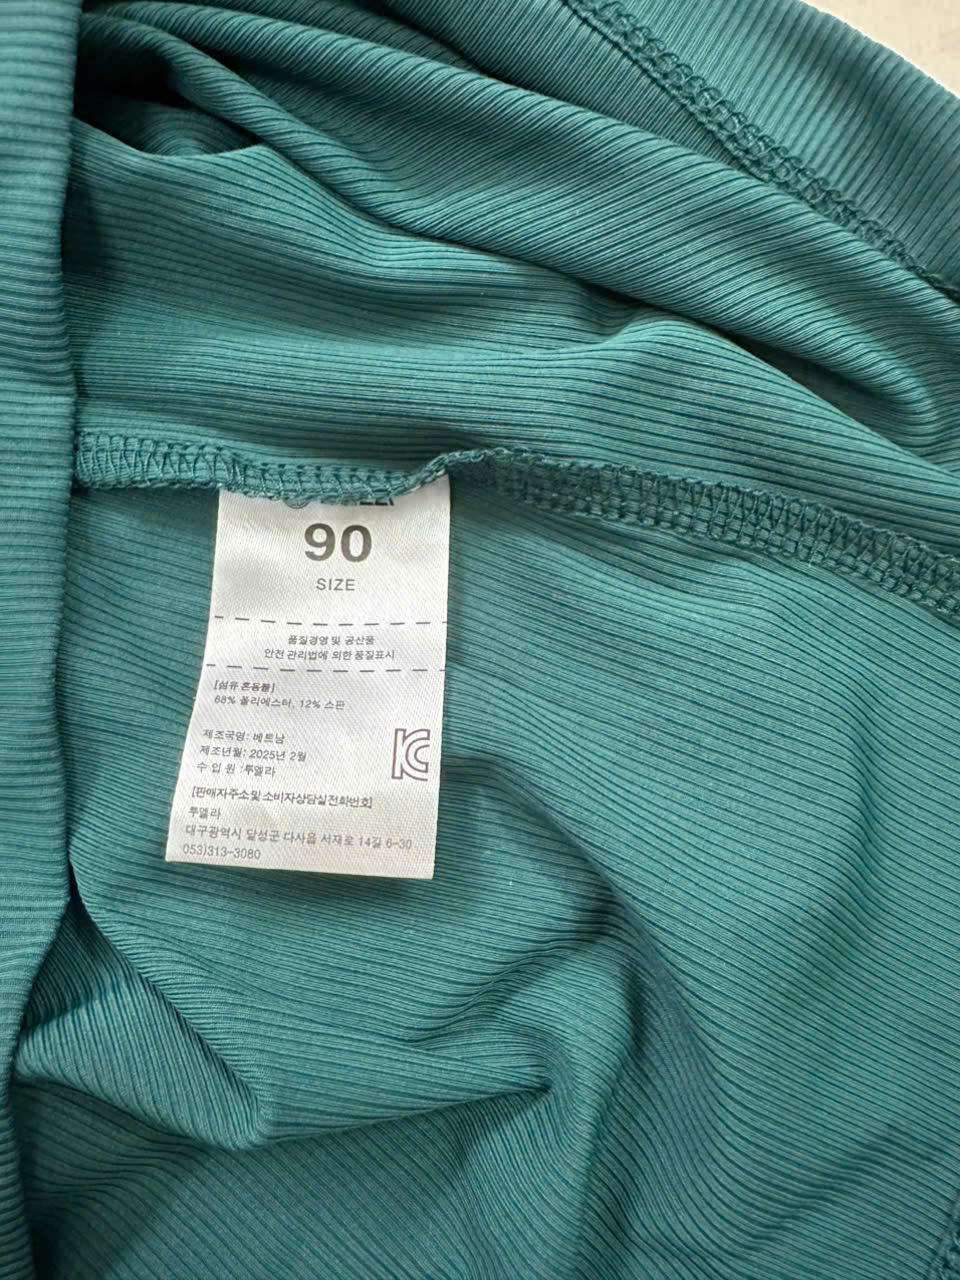 90
SIZE
품질경영 및 공산품
안전 관리법에 의한 품질표시
[섬유 혼용률]
88% 폴리에스터, 12% 스판
제조국명: 베트남
제조년월: 2025년 2월
수 입 원 :투엘라
[판매자주소및 소비자상담실전화번호]
투엘라
대구광역시 달성군 다사읍 서재로 14길 6-30
053)313-3080
KC